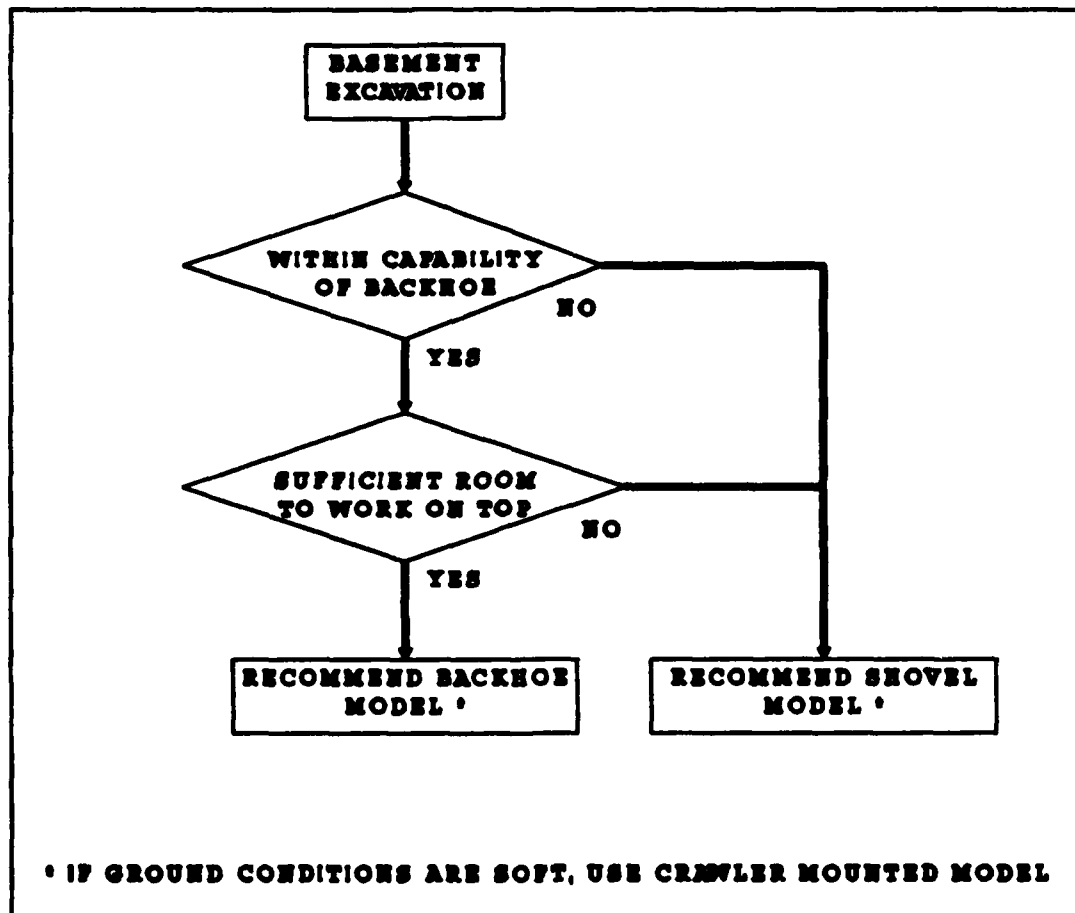 BASEMENT
EXCAVATION
WITHIN CAPABILITY
OF BACKHOE
NO
YES
SUFFICIENT ROOM
TO WORK ON TOP
NO
YES
RECOMMEND BACKHOE
MODEL *
RECOMMEND SHOVEL
MODEL *
* IF GROUND CONDITIONS ARE SOFT, USE CRAWLER MOUNTED MODEL